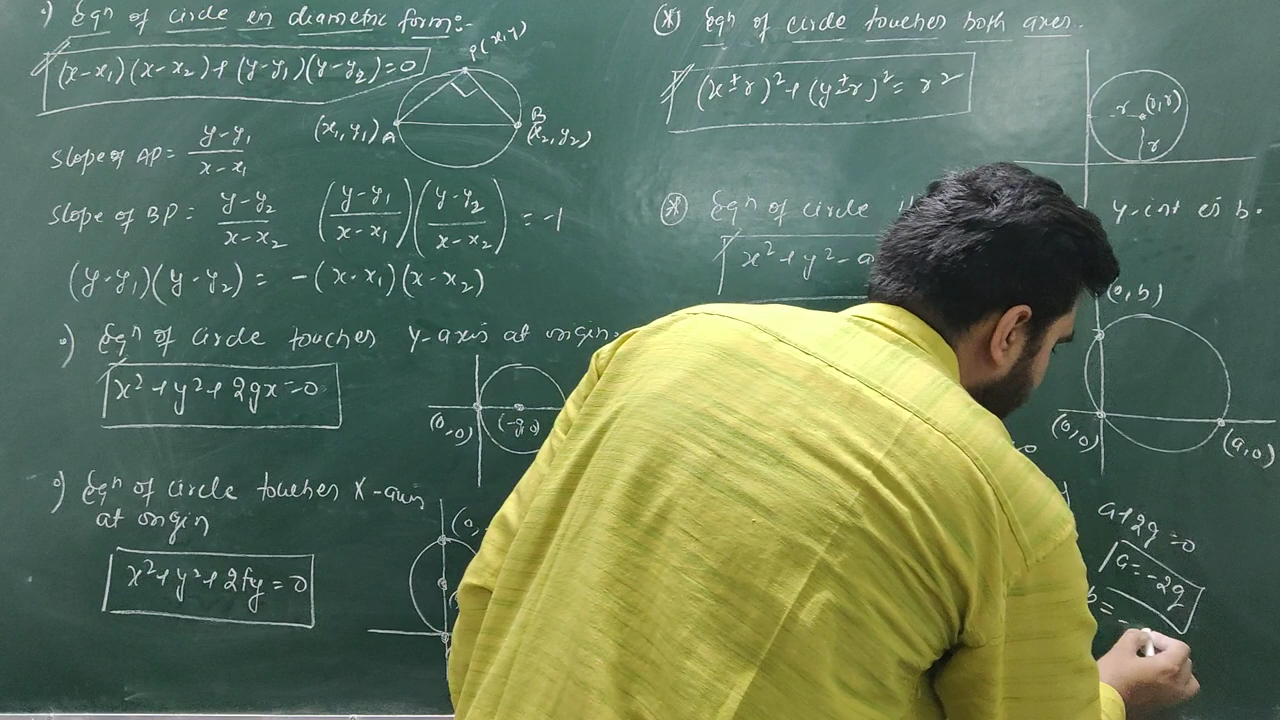 •) Eqn of circle in diametric form:-
(x-x₁)(x-x₂)+(y-y₁)(y-y₂)=0
P(x,y)
(x₁,y₁)A
B
(x₂,y₂)
Slope of AP = y-y₁/x-x₁
Slope of BP = y-y₂/x-x₂ (y-y₁/x-x₁)(y-y₂/x-x₂) = -1
(y-y₁)(y-y₂) = -(x-x₁)(x-x₂)
•) Eqn of circle touches Y-axis at origin.
x²+y²+2gx=0
(0,0)
(-g,0)
•) Eqn of circle touches X-axis
at origin
x²+y²+2fy=0
(*) Eqn of circle touches both axes.
(x±r)²+(y±r)²=r²
r
(r,r)
r
(*) Eqn of circle y-int is b.
x²+y²-a
(0,b)
(0,0)
(a,0)
a+2g=0
a=-2g
b=-